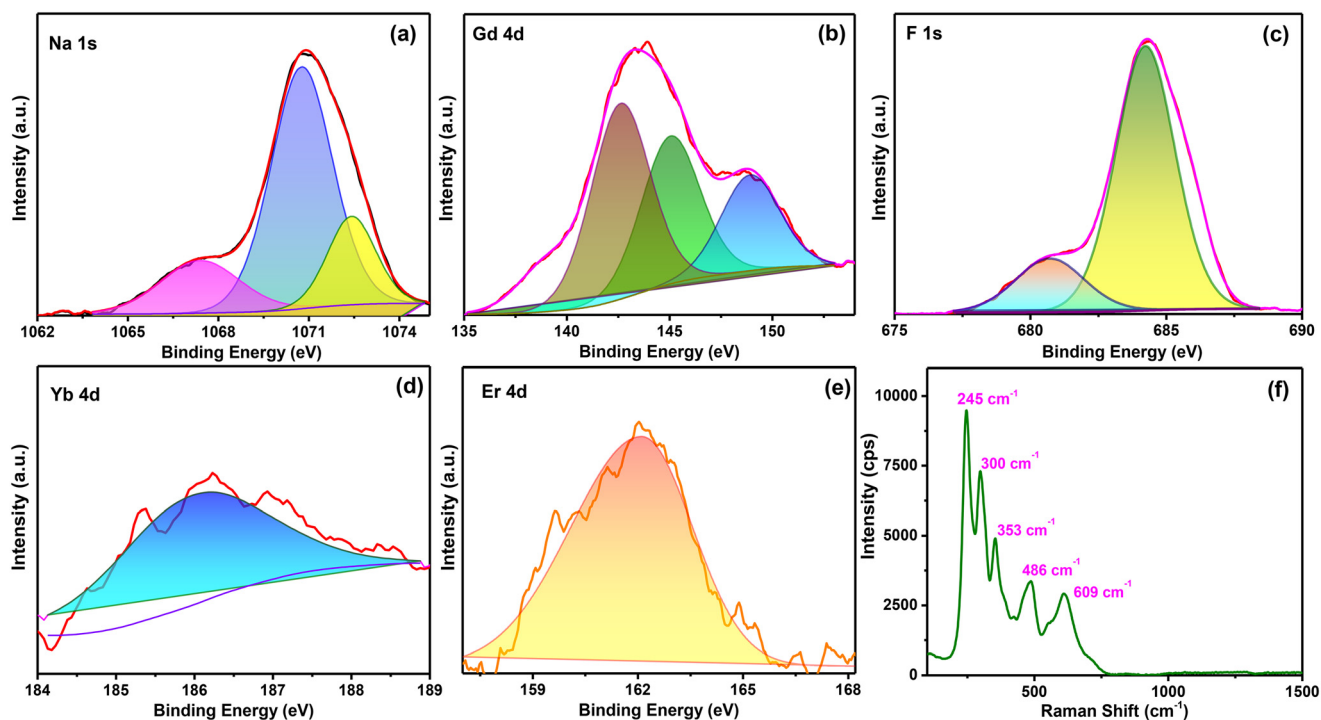 Na 1s
(a)
Intensity (a.u.)
1062 1065 1068 1071 1074
Binding Energy (eV)
Gd 4d
(b)
Intensity (a.u.)
135 140 145 150
Binding Energy (eV)
F 1s
(c)
Intensity (a.u.)
675 680 685 690
Binding Energy (eV)
Yb 4d
(d)
Intensity (a.u.)
184 185 186 187 188 189
Binding Energy (eV)
Er 4d
(e)
Intensity (a.u.)
159 162 165 168
Binding Energy (eV)
(f)
Intensity (cps)
10000
7500
5000
2500
0
245 cm⁻¹
300 cm⁻¹
353 cm⁻¹
486 cm⁻¹
609 cm⁻¹
500 1000 1500
Raman Shift (cm⁻¹)